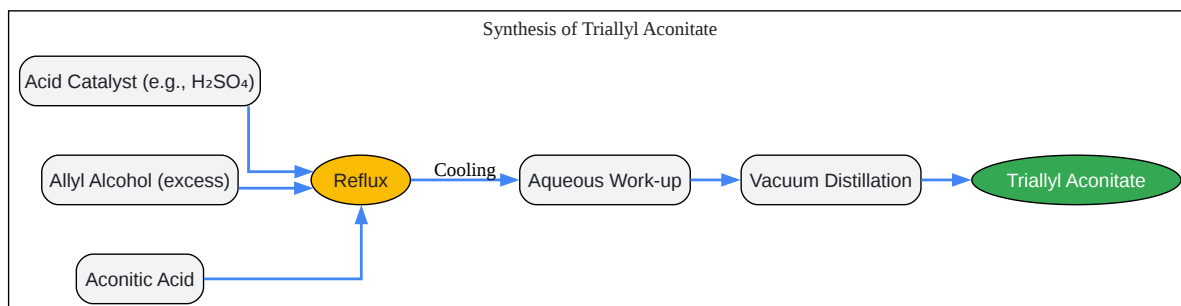 Synthesis of Triallyl Aconitate
Acid Catalyst (e.g., H₂SO₄)
Allyl Alcohol (excess)
Reflux
Cooling
Aqueous Work-up
Vacuum Distillation
Triallyl Aconitate
Aconitic Acid